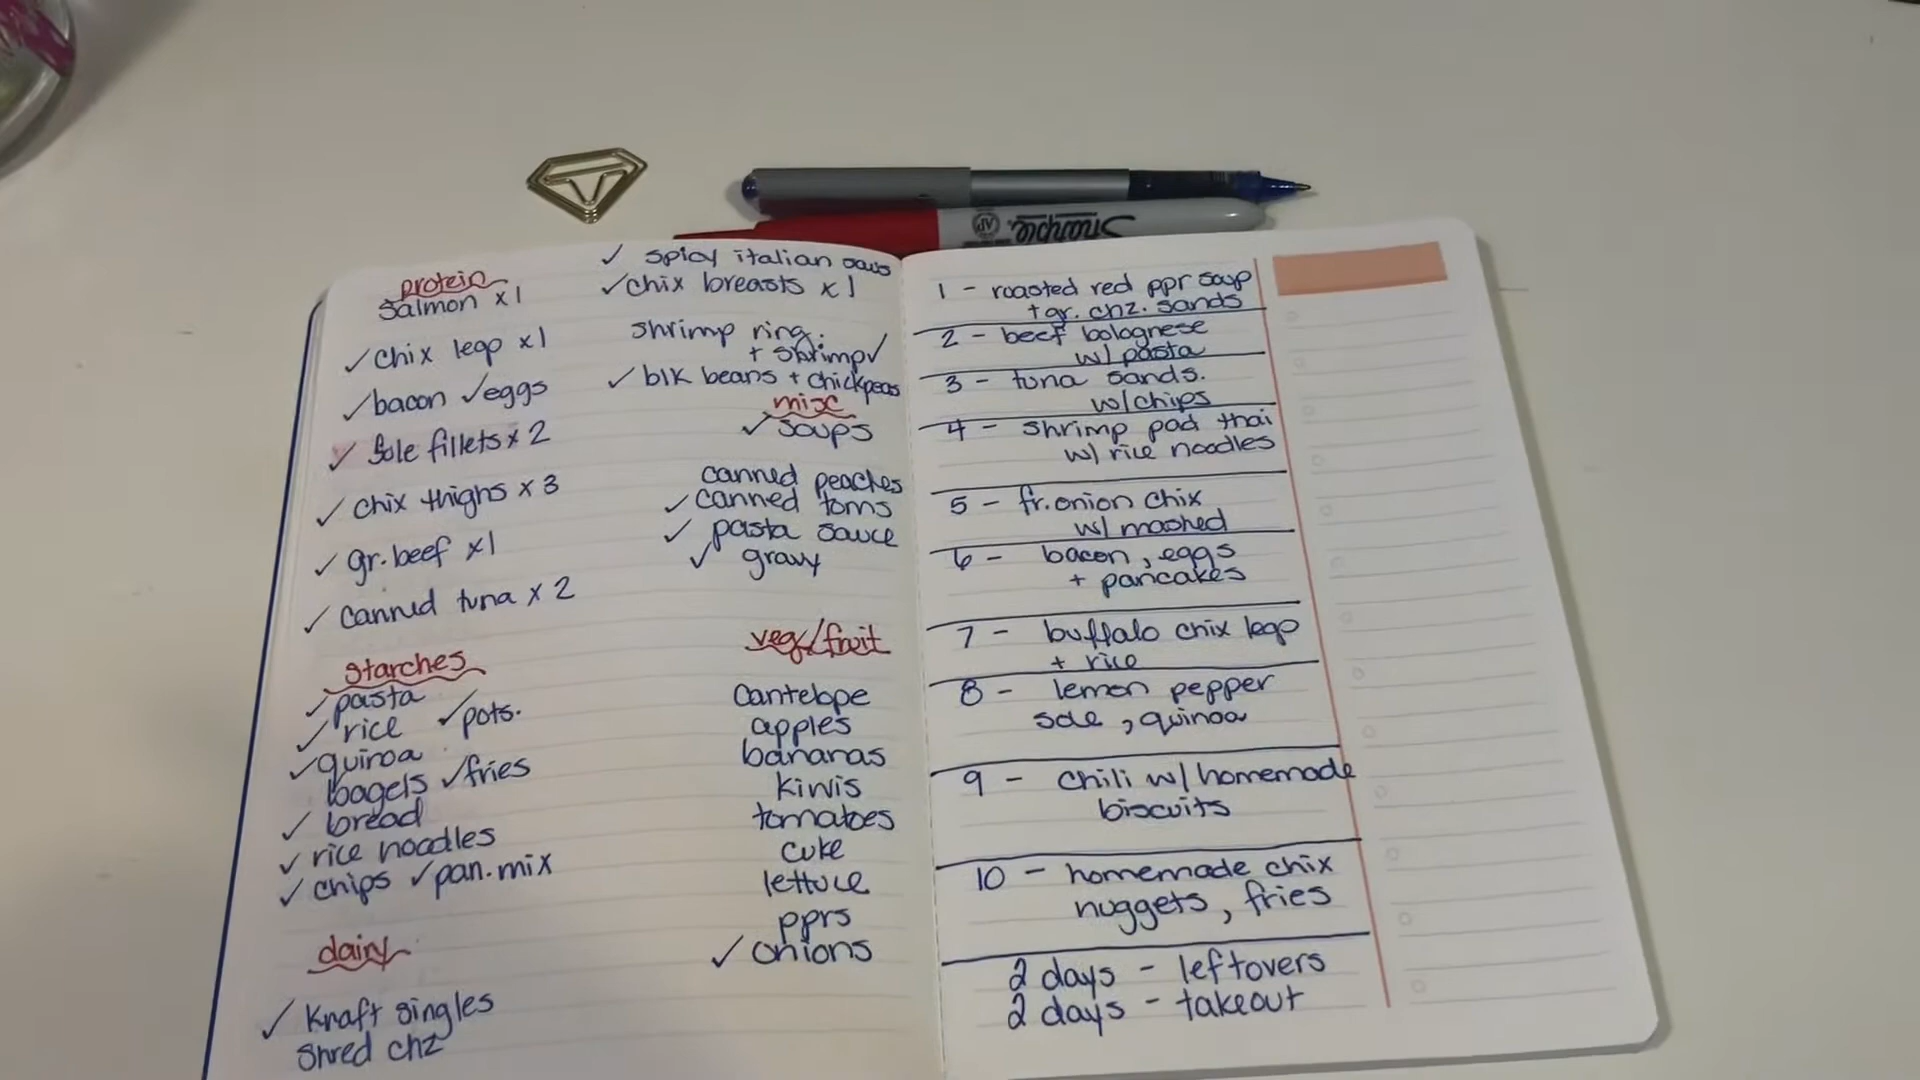 protein
Salmon x1
✓ chix legs x1
✓ bacon ✓ eggs
✓ Sole fillets x 2
✓ chix thighs x 3
✓ gr. beef x1
✓ canned tuna x 2
starches
✓ pasta
✓ rice ✓ pots.
✓ quinoa
bagels ✓ fries
✓ bread
✓ rice noodles
✓ chips ✓ pan. mix
dairy
✓ Kraft singles
shred chz
✓ spicy italian saus
✓ chix breasts x 1
shrimp ring
+ shrimp ✓
✓ blk beans + chickpeas
misc
✓ soups
canned peaches
✓ canned toms
✓ pasta sauce
✓ gravy
veg/fruit
Cantelope
apples
bananas
kiwis
tomatoes
cuke
lettuce
pprs
✓ onions
Sharpie
AP
1 - roasted red ppr soup
+ gr. chz. sands
2 - beef bolognese
w/ pasta
3 - tuna sands.
w/ chips
4 - shrimp pad thai
w/ rice noodles
5 - fr. onion chix
w/ mashed
6 - bacon, eggs
+ pancakes
7 - buffalo chix legs
+ rice
8 - lemon pepper
sole, quinoa
9 - chili w/ homemade
biscuits
10 - homemade chix
nuggets, fries
2 days - leftovers
2 days - takeout